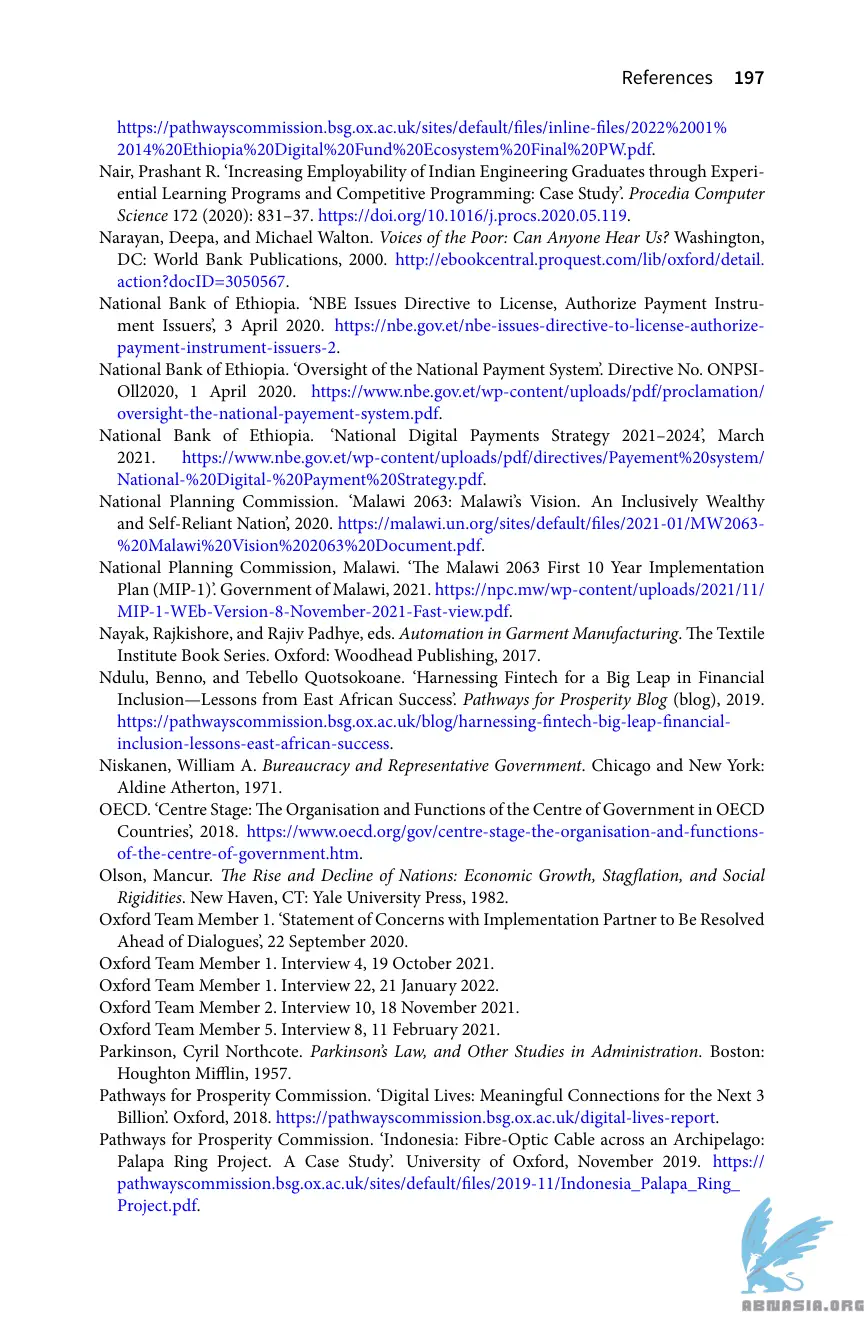 References 197
https://pathwayscommission.bsg.ox.ac.uk/sites/default/files/inline-files/2022%2001%
2014%20Ethiopia%20Digital%20Fund%20Ecosystem%20Final%20PW.pdf.
Nair, Prashant R. ‘Increasing Employability of Indian Engineering Graduates through Experi-
ential Learning Programs and Competitive Programming: Case Study’. Procedia Computer
Science 172 (2020): 831–37. https://doi.org/10.1016/j.procs.2020.05.119.
Narayan, Deepa, and Michael Walton. Voices of the Poor: Can Anyone Hear Us? Washington,
DC: World Bank Publications, 2000. http://ebookcentral.proquest.com/lib/oxford/detail.
action?docID=3050567.
National Bank of Ethiopia. ‘NBE Issues Directive to License, Authorize Payment Instru-
ment Issuers’, 3 April 2020. https://nbe.gov.et/nbe-issues-directive-to-license-authorize-
payment-instrument-issuers-2.
National Bank of Ethiopia. ‘Oversight of the National Payment System’. Directive No. ONPSI-
Oll2020, 1 April 2020. https://www.nbe.gov.et/wp-content/uploads/pdf/proclamation/
oversight-the-national-payement-system.pdf.
National Bank of Ethiopia. ‘National Digital Payments Strategy 2021–2024’, March
2021. https://www.nbe.gov.et/wp-content/uploads/pdf/directives/Payement%20system/
National-%20Digital-%20Payment%20Strategy.pdf.
National Planning Commission. ‘Malawi 2063: Malawi’s Vision. An Inclusively Wealthy
and Self-Reliant Nation’, 2020. https://malawi.un.org/sites/default/files/2021-01/MW2063-
%20Malawi%20Vision%202063%20Document.pdf.
National Planning Commission, Malawi. ‘The Malawi 2063 First 10 Year Implementation
Plan (MIP-1)’. Government of Malawi, 2021. https://npc.mw/wp-content/uploads/2021/11/
MIP-1-WEb-Version-8-November-2021-Fast-view.pdf.
Nayak, Rajkishore, and Rajiv Padhye, eds. Automation in Garment Manufacturing. The Textile
Institute Book Series. Oxford: Woodhead Publishing, 2017.
Ndulu, Benno, and Tebello Quotsokoane. ‘Harnessing Fintech for a Big Leap in Financial
Inclusion—Lessons from East African Success’. Pathways for Prosperity Blog (blog), 2019.
https://pathwayscommission.bsg.ox.ac.uk/blog/harnessing-fintech-big-leap-financial-
inclusion-lessons-east-african-success.
Niskanen, William A. Bureaucracy and Representative Government. Chicago and New York:
Aldine Atherton, 1971.
OECD. ‘Centre Stage: The Organisation and Functions of the Centre of Government in OECD
Countries’, 2018. https://www.oecd.org/gov/centre-stage-the-organisation-and-functions-
of-the-centre-of-government.htm.
Olson, Mancur. The Rise and Decline of Nations: Economic Growth, Stagflation, and Social
Rigidities. New Haven, CT: Yale University Press, 1982.
Oxford Team Member 1. ‘Statement of Concerns with Implementation Partner to Be Resolved
Ahead of Dialogues’, 22 September 2020.
Oxford Team Member 1. Interview 4, 19 October 2021.
Oxford Team Member 1. Interview 22, 21 January 2022.
Oxford Team Member 2. Interview 10, 18 November 2021.
Oxford Team Member 5. Interview 8, 11 February 2021.
Parkinson, Cyril Northcote. Parkinson’s Law, and Other Studies in Administration. Boston:
Houghton Mifflin, 1957.
Pathways for Prosperity Commission. ‘Digital Lives: Meaningful Connections for the Next 3
Billion’. Oxford, 2018. https://pathwayscommission.bsg.ox.ac.uk/digital-lives-report.
Pathways for Prosperity Commission. ‘Indonesia: Fibre-Optic Cable across an Archipelago:
Palapa Ring Project. A Case Study’. University of Oxford, November 2019. https://
pathwayscommission.bsg.ox.ac.uk/sites/default/files/2019-11/Indonesia_Palapa_Ring_
Project.pdf.
ABNASIA.ORG